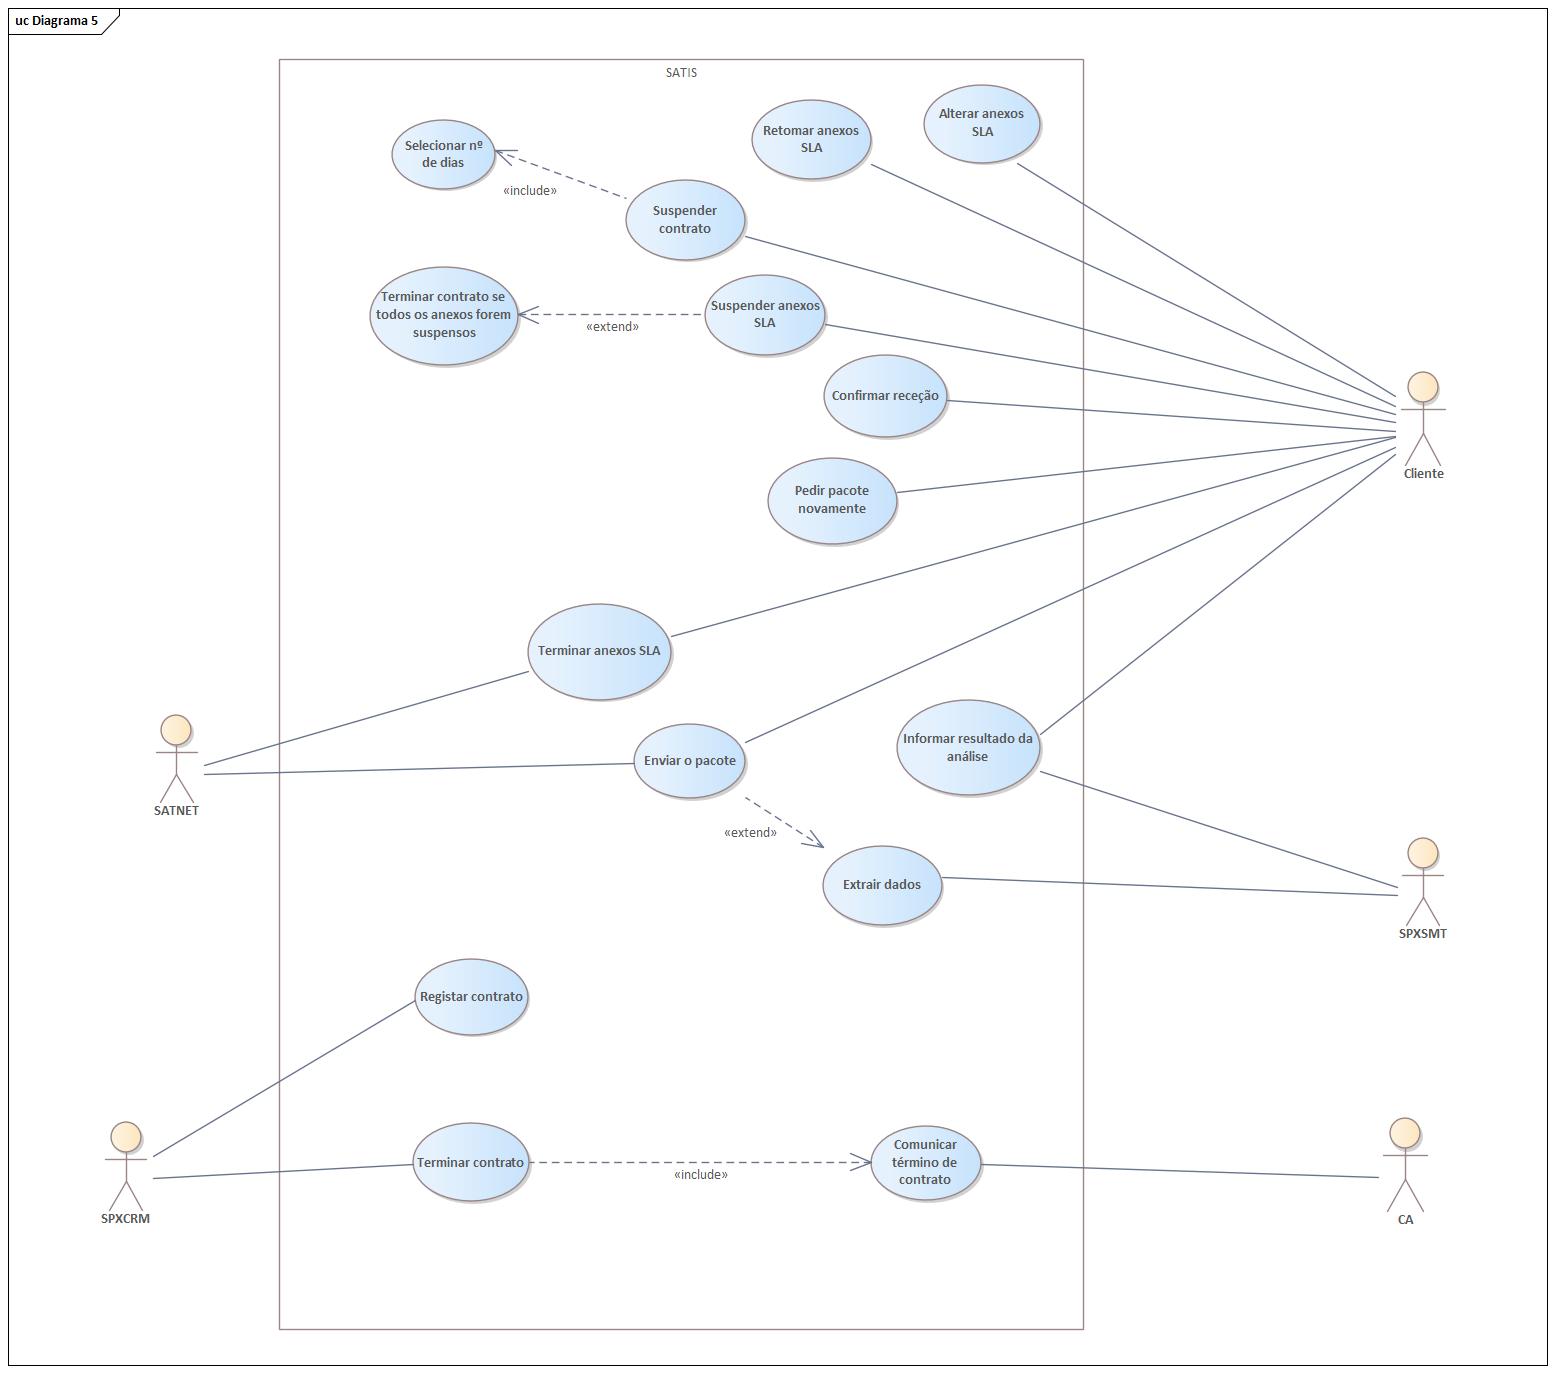 uc Diagrama 5
SATIS
Alterar anexos
SLA
Retomar anexos
SLA
Selecionar nº
de dias
«include»
Suspender
contrato
Terminar contrato se
todos os anexos forem
suspensos
«extend»
Suspender anexos
SLA
Confirmar receção
Cliente
Pedir pacote
novamente
Terminar anexos SLA
Enviar o pacote
Informar resultado da
análise
SATNET
«extend»
Extrair dados
SPXSMT
Registar contrato
Terminar contrato
«include»
Comunicar
término de
contrato
SPXCRM
CA